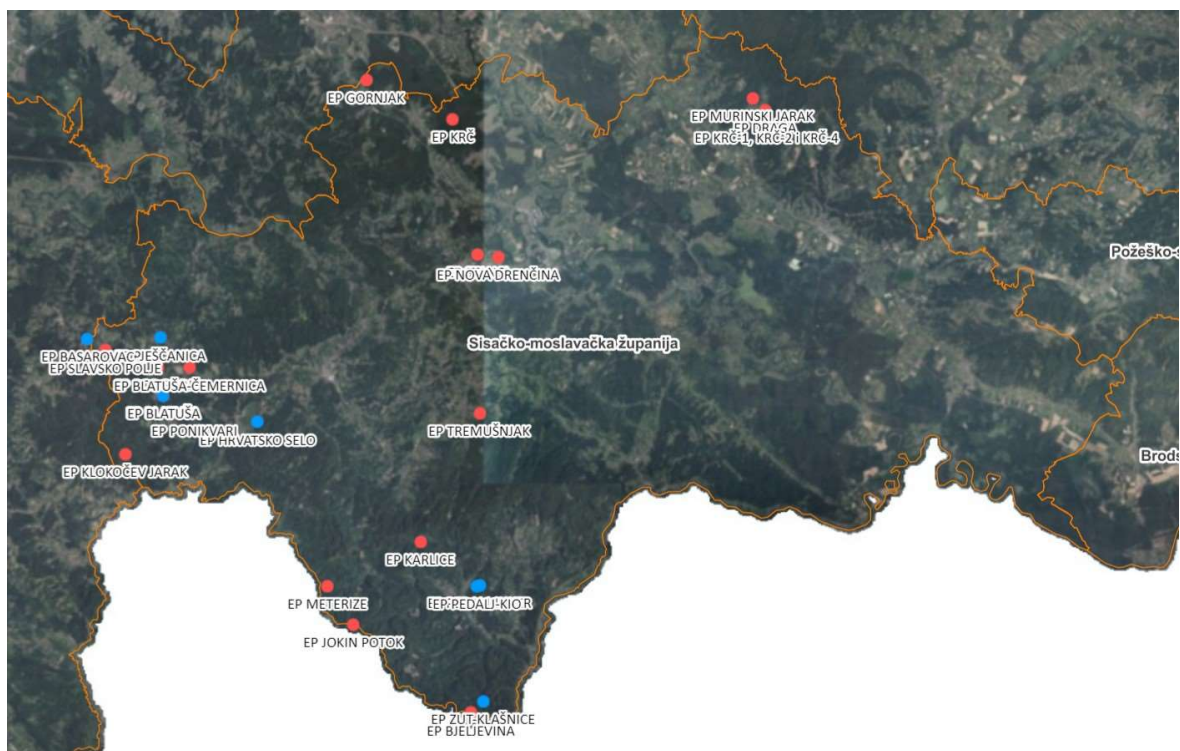 EP GORNJAK
EP KRČ
EP MURINSKI JARAK
EP DRAGA
EP KRČ-1, KRČ-2 I KRČ-4
Požeško-s
EP NOVA DRENČINA
Sisačko-moslavačka županija
EP BASAROVAC
PJEŠČANICA
EP SLAVSKO POLJE
EP BLATUŠA-ČEMERNICA
EP BLATUŠA
EP TREMUŠNJAK
EP PONIKVARI
EP HRVATSKO SELO
Brods
EP KLOKOČEV JARAK
EP KARLICE
EP METERIZE
EP PEDALJ-KIO
EP JOKIN POTOK
EP ZUT-KLAŠNICE
EP BJELJEVINA